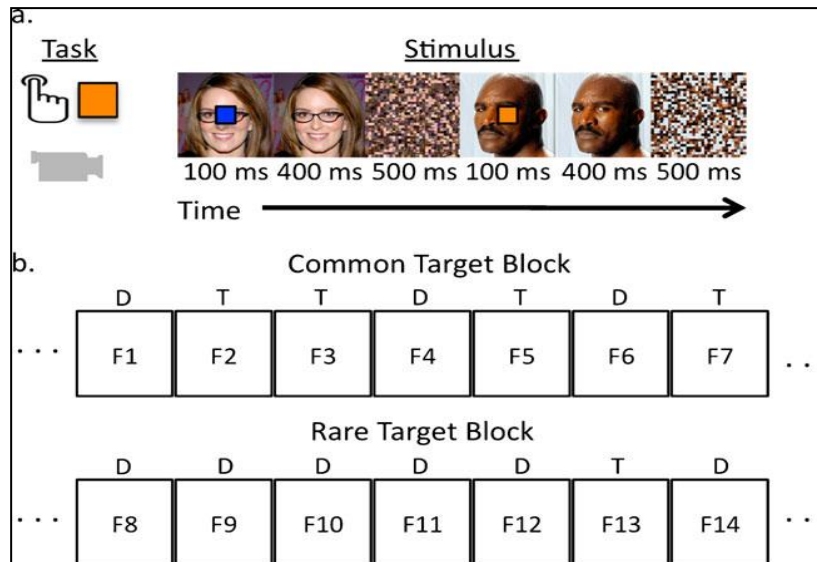 a.
Task Stimulus
100 ms 400 ms 500 ms 100 ms 400 ms 500 ms
Time
b.
Common Target Block
D T T D T D T
. . . F1 F2 F3 F4 F5 F6 F7 . .
Rare Target Block
D D D D D T D
. . . F8 F9 F10 F11 F12 F13 F14 . .